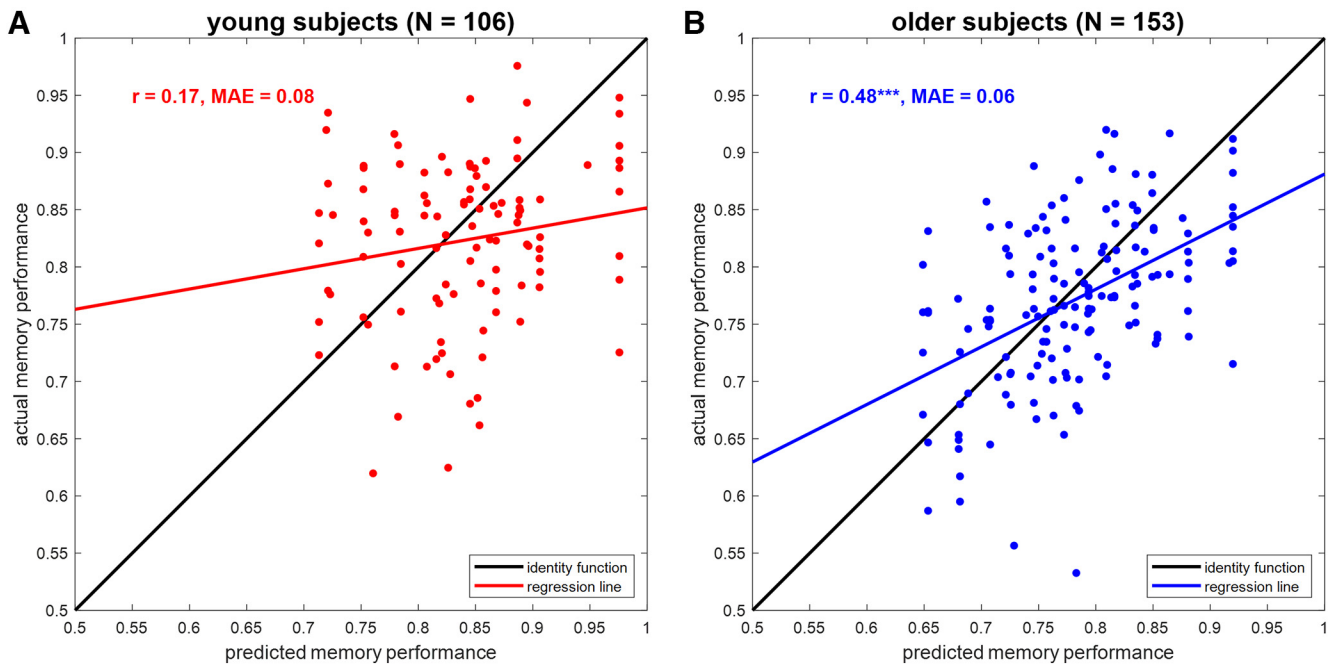 A
young subjects (N = 106)
r = 0.17, MAE = 0.08
1
0.95
0.9
0.85
0.8
0.75
0.7
0.65
0.6
0.55
0.5
actual memory performance
identity function
regression line
0.5 0.55 0.6 0.65 0.7 0.75 0.8 0.85 0.9 0.95 1
predicted memory performance
B
older subjects (N = 153)
r = 0.48***, MAE = 0.06
1
0.95
0.9
0.85
0.8
0.75
0.7
0.65
0.6
0.55
0.5
actual memory performance
identity function
regression line
0.5 0.55 0.6 0.65 0.7 0.75 0.8 0.85 0.9 0.95 1
predicted memory performance